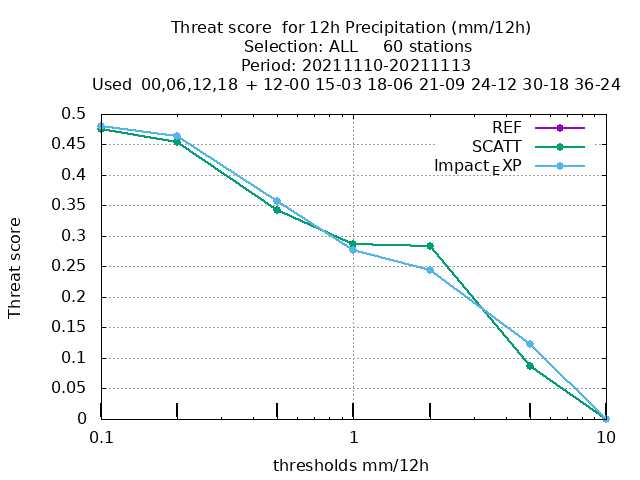 Threat score  for 12h Precipitation (mm/12h)
Selection: ALL     60 stations
Period: 20211110-20211113
Used  00,06,12,18  + 12-00 15-03 18-06 21-09 24-12 30-18 36-24
REF
SCATT
Impact_EXP
0.5
0.45
0.4
0.35
0.3
0.25
0.2
0.15
0.1
0.05
0
Threat score
0.1 1 10
thresholds mm/12h